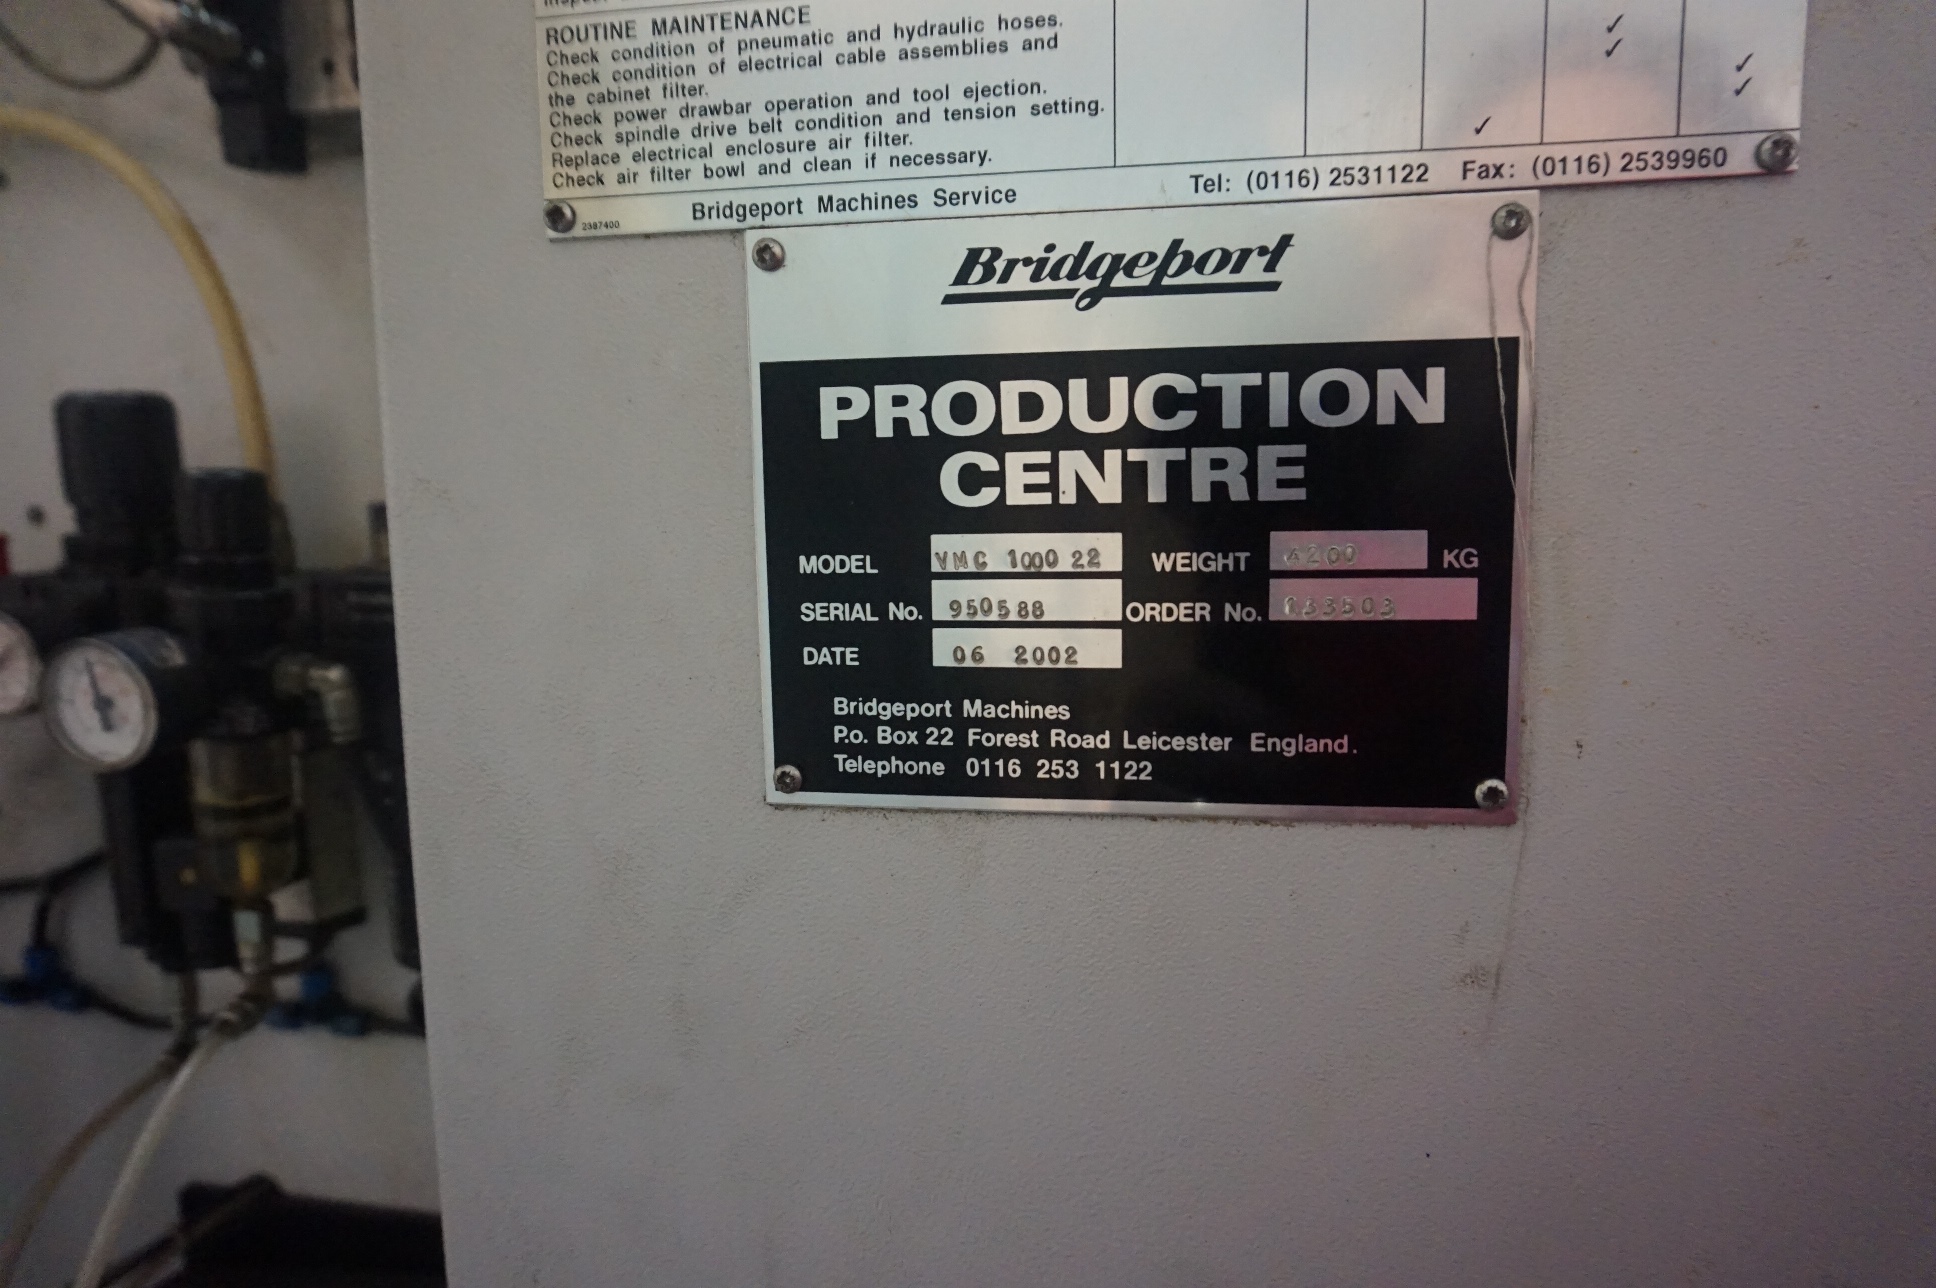 ROUTINE MAINTENANCE
Check condition of pneumatic and hydraulic hoses.
Check condition of electrical cable assemblies and
the cabinet filter.
Check power drawbar operation and tool ejection.
Check spindle drive belt condition and tension setting.
Replace electrical enclosure air filter.
Check air filter bowl and clean if necessary.
2387400 Bridgeport Machines Service Tel: (0116) 2531122 Fax: (0116) 2539960
Bridgeport
PRODUCTION
CENTRE
MODEL VMC 1000 22 WEIGHT 4200 KG
SERIAL No. 950588 ORDER No.
DATE 06 2002
Bridgeport Machines
P.o. Box 22 Forest Road Leicester England.
Telephone 0116 253 1122